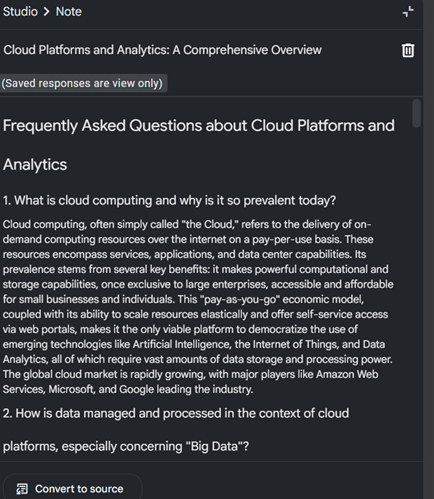 Studio > Note
Cloud Platforms and Analytics: A Comprehensive Overview
(Saved responses are view only)
Frequently Asked Questions about Cloud Platforms and
Analytics
1. What is cloud computing and why is it so prevalent today?
Cloud computing, often simply called "the Cloud," refers to the delivery of on-
demand computing resources over the internet on a pay-per-use basis. These
resources encompass services, applications, and data center capabilities. Its
prevalence stems from several key benefits: it makes powerful computational and
storage capabilities, once exclusive to large enterprises, accessible and affordable
for small businesses and individuals. This "pay-as-you-go" economic model,
coupled with its ability to scale resources elastically and offer self-service access
via web portals, makes it the only viable platform to democratize the use of
emerging technologies like Artificial Intelligence, the Internet of Things, and Data
Analytics, all of which require vast amounts of data storage and processing power.
The global cloud market is rapidly growing, with major players like Amazon Web
Services, Microsoft, and Google leading the industry.
2. How is data managed and processed in the context of cloud
platforms, especially concerning "Big Data"?
Convert to source